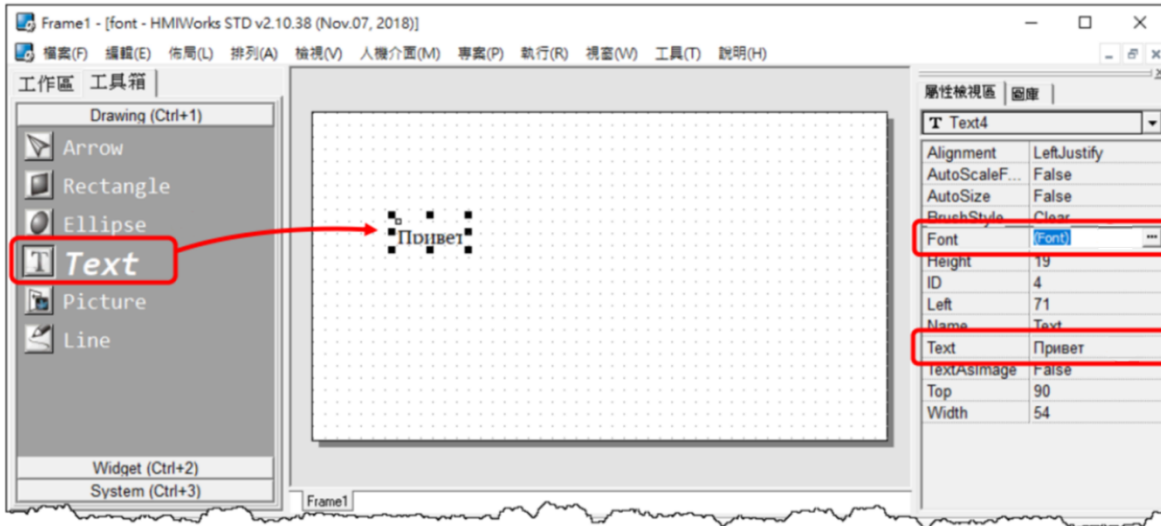 Frame1 - [font - HMIWorks STD v2.10.38 (Nov.07, 2018)]
檔案(F) 編輯(E) 佈局(L) 排列(A) 檢視(V) 人機介面(M) 專案(P) 執行(R) 視窗(W) 工具(T) 說明(H)
工作區 工具箱
Drawing (Ctrl+1)
Arrow
Rectangle
Ellipse
Text
Picture
Line
Widget (Ctrl+2)
System (Ctrl+3)
Привет
Frame1
屬性檢視區 圖庫
T Text4
Alignment LeftJustify
AutoScaleF... False
AutoSize False
BrushStyle Clear
Font (Font) ...
Height 19
ID 4
Left 71
Name Text
Text Привет
TextAsImage False
Top 90
Width 54